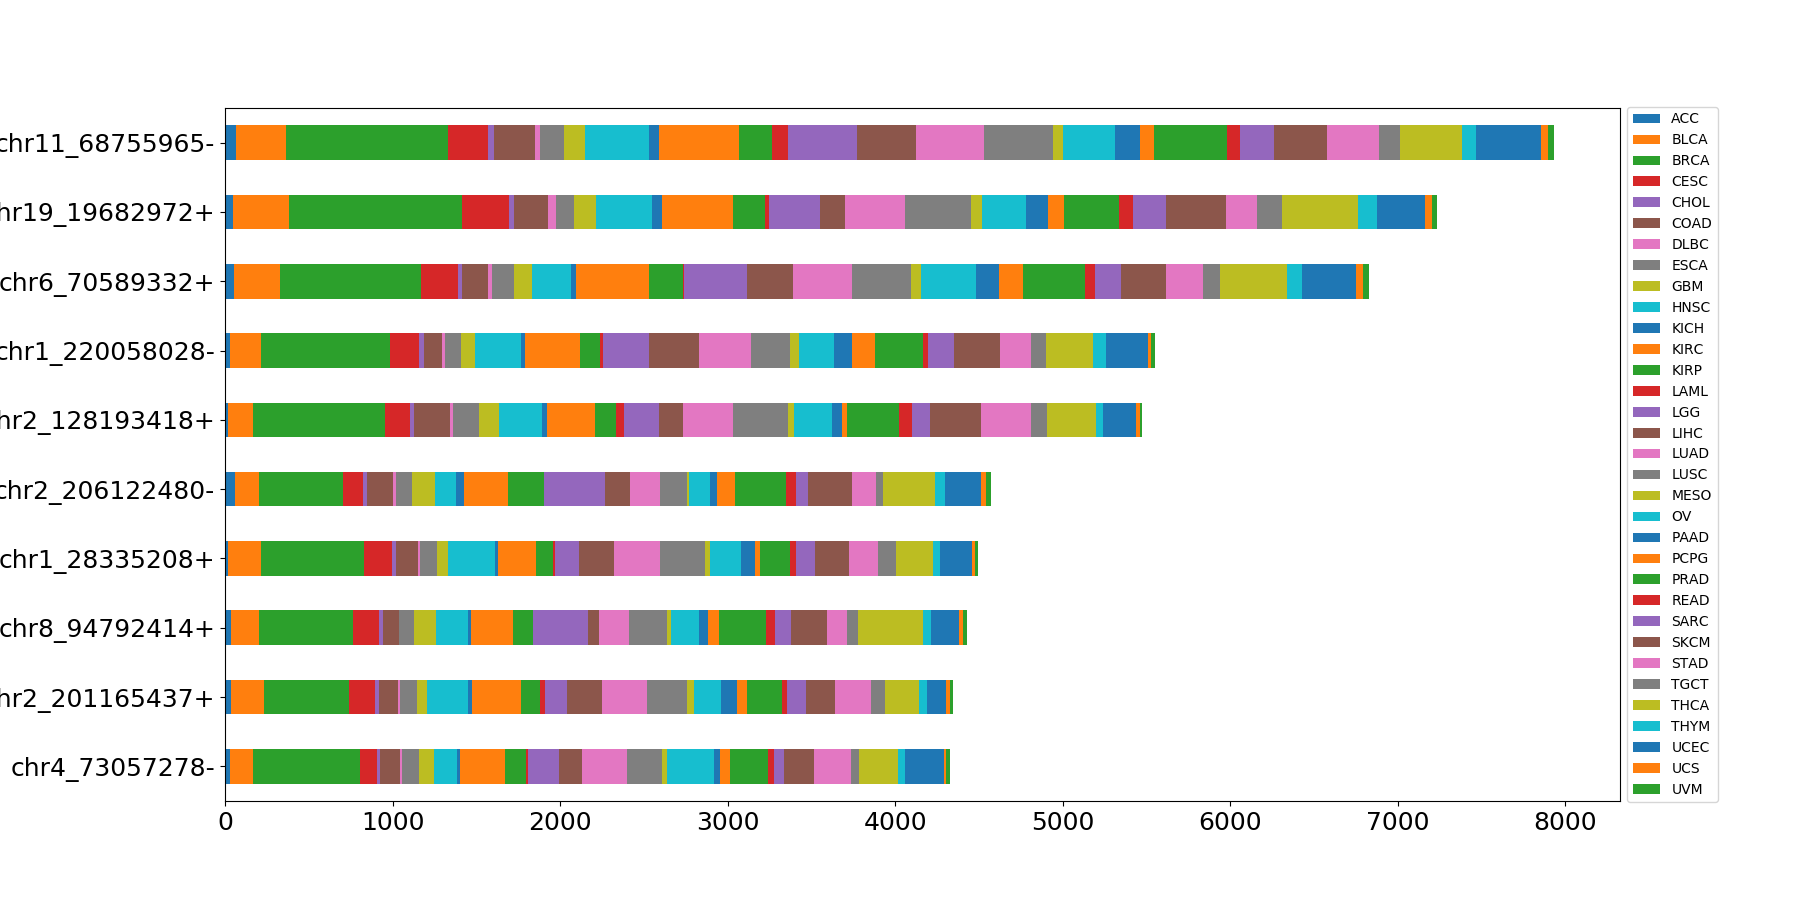 chr11_68755965-
hr19_19682972+
chr6_70589332+
chr1_220058028-
hr2_128193418+
chr2_206122480-
chr1_28335208+
chr8_94792414+
hr2_201165437+
chr4_73057278-
0 1000 2000 3000 4000 5000 6000 7000 8000
ACC
BLCA
BRCA
CESC
CHOL
COAD
DLBC
ESCA
GBM
HNSC
KICH
KIRC
KIRP
LAML
LGG
LIHC
LUAD
LUSC
MESO
OV
PAAD
PCPG
PRAD
READ
SARC
SKCM
STAD
TGCT
THCA
THYM
UCEC
UCS
UVM